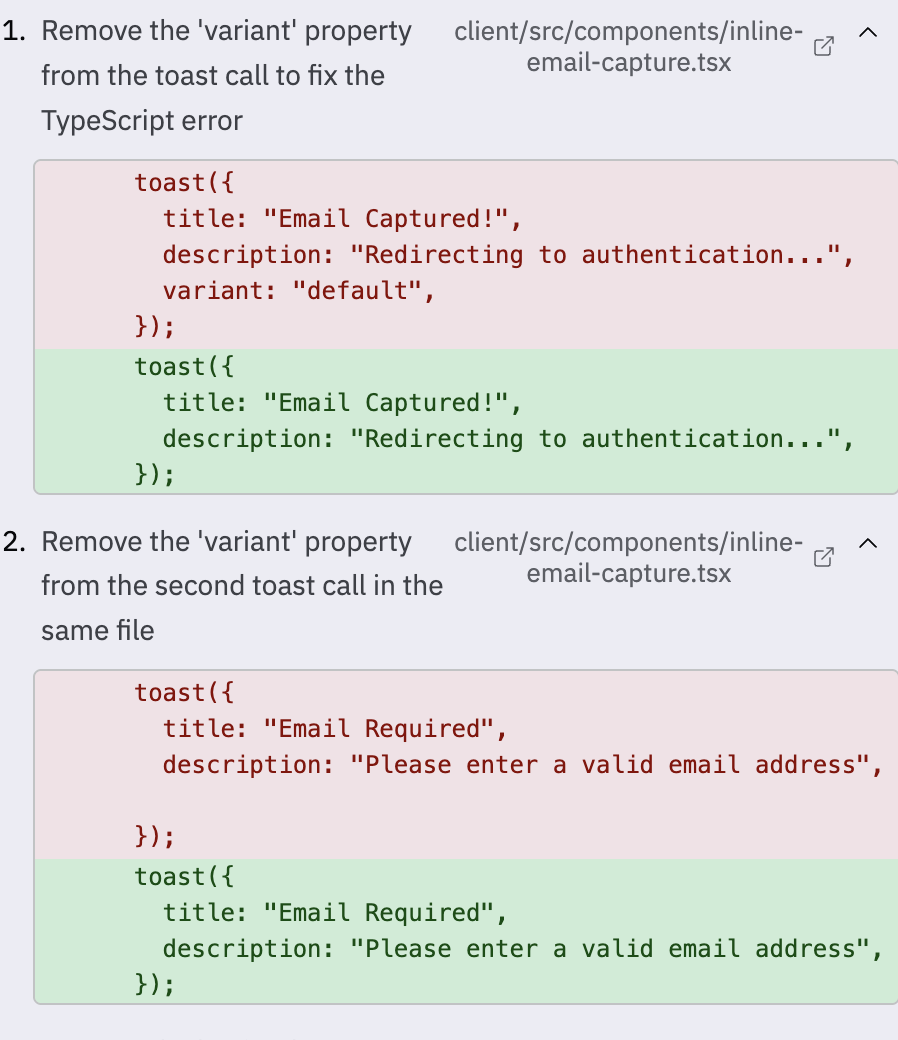 1. Remove the 'variant' property
from the toast call to fix the
TypeScript error
client/src/components/inline-
email-capture.tsx
toast({
  title: "Email Captured!",
  description: "Redirecting to authentication...",
  variant: "default",
});
toast({
  title: "Email Captured!",
  description: "Redirecting to authentication...",
});
2. Remove the 'variant' property
from the second toast call in the
same file
client/src/components/inline-
email-capture.tsx
toast({
  title: "Email Required",
  description: "Please enter a valid email address",
});
toast({
  title: "Email Required",
  description: "Please enter a valid email address",
});